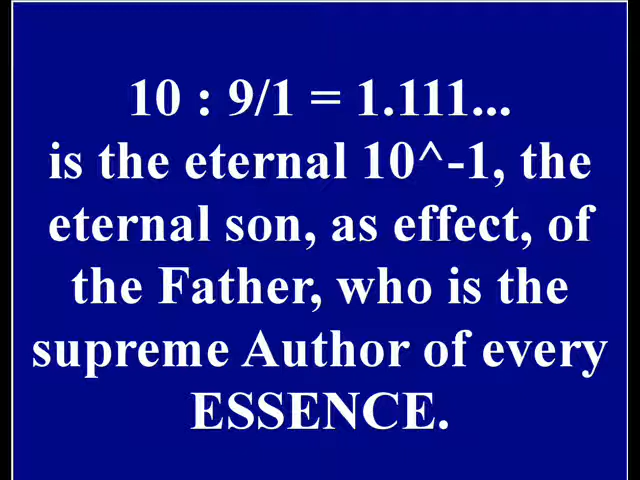 10 : 9/1 = 1.111...
is the eternal 10^-1, the
eternal son, as effect, of
the Father, who is the
supreme Author of every
ESSENCE.